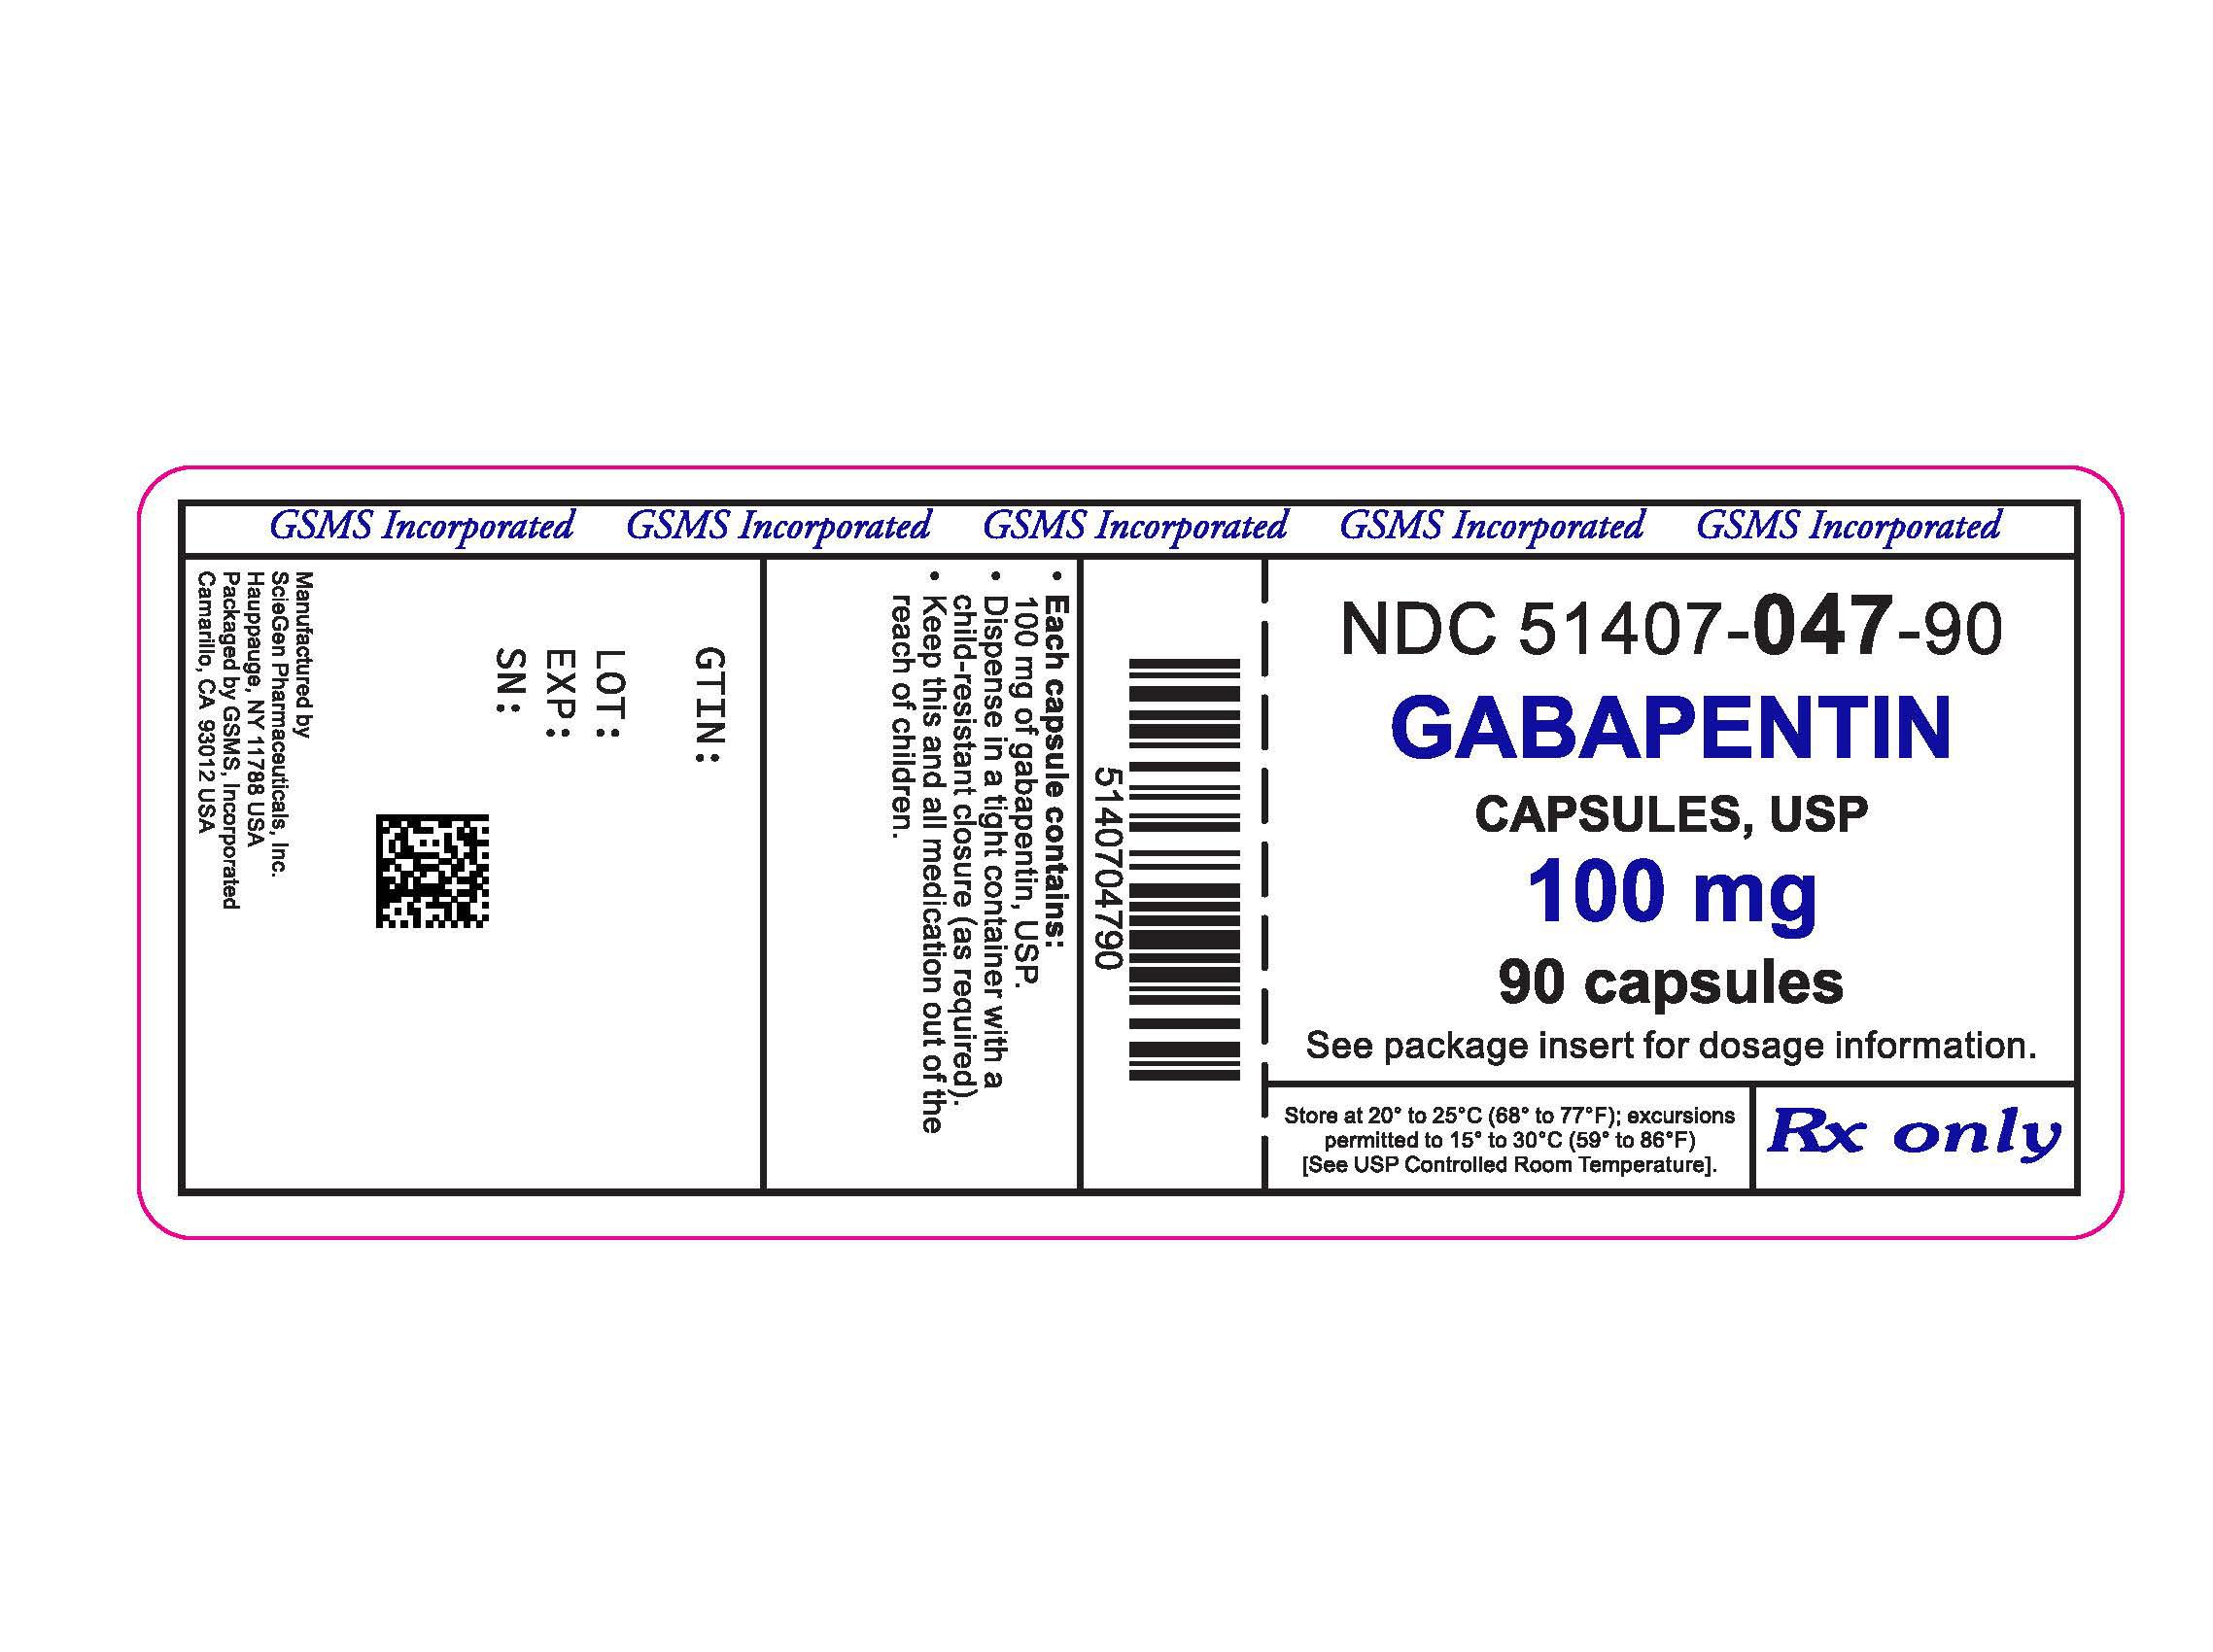 GSMS Incorporated GSMS Incorporated GSMS Incorporated GSMS Incorporated GSMS Incorporated
NDC 51407-047-90
GABAPENTIN
CAPSULES, USP
100 mg
90 capsules
See package insert for dosage information.
Store at 20° to 25°C (68° to 77°F); excursions
permitted to 15° to 30°C (59° to 86°F)
[See USP Controlled Room Temperature].
Rx only
5140704790
• Each capsule contains:
100 mg of gabapentin, USP.
• Dispense in a tight container with a
child-resistant closure (as required).
• Keep this and all medication out of the
reach of children.
GTIN:
LOT:
EXP:
SN:
Manufactured by
ScieGen Pharmaceuticals, Inc.
Hauppauge, NY 11788 USA
Packaged by GSMS, Incorporated
Camarillo, CA 93012 USA